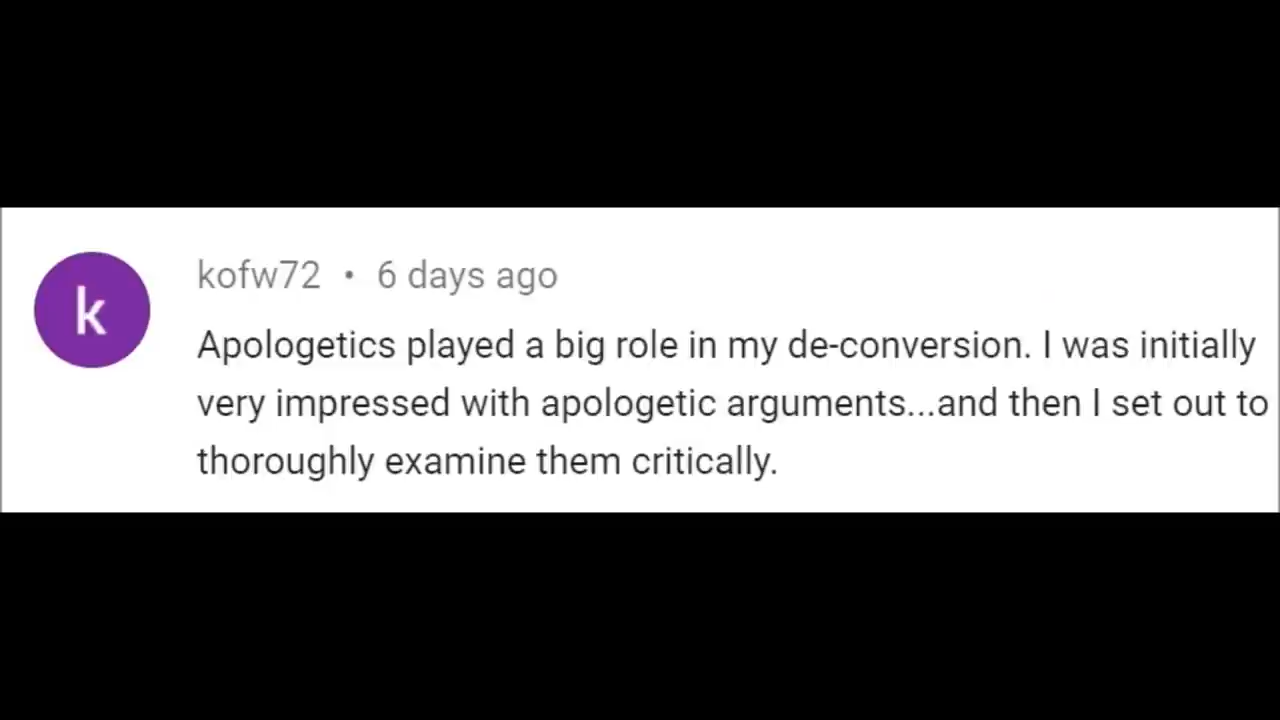 k
kofw72 • 6 days ago
Apologetics played a big role in my de-conversion. I was initially
very impressed with apologetic arguments...and then I set out to
thoroughly examine them critically.